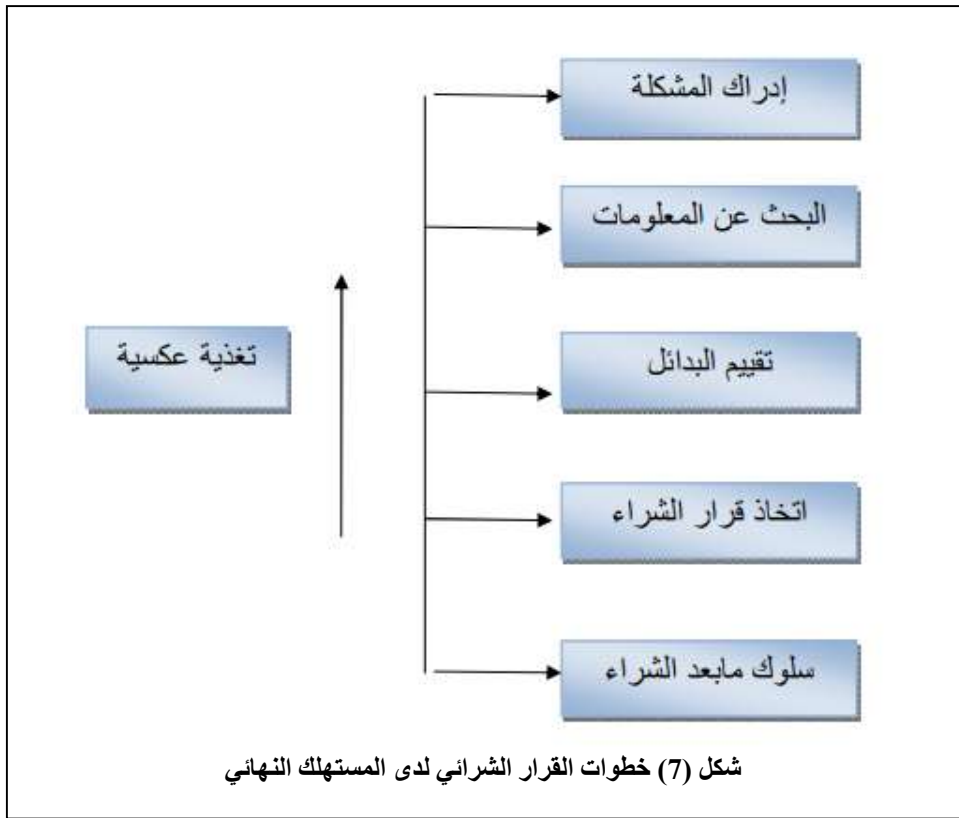 إدراك المشكلة
البحث عن المعلومات
تقييم البدائل
تغذية عكسية
اتخاذ قرار الشراء
سلوك مابعد الشراء
شكل (7) خطوات القرار الشرائي لدى المستهلك النهائي